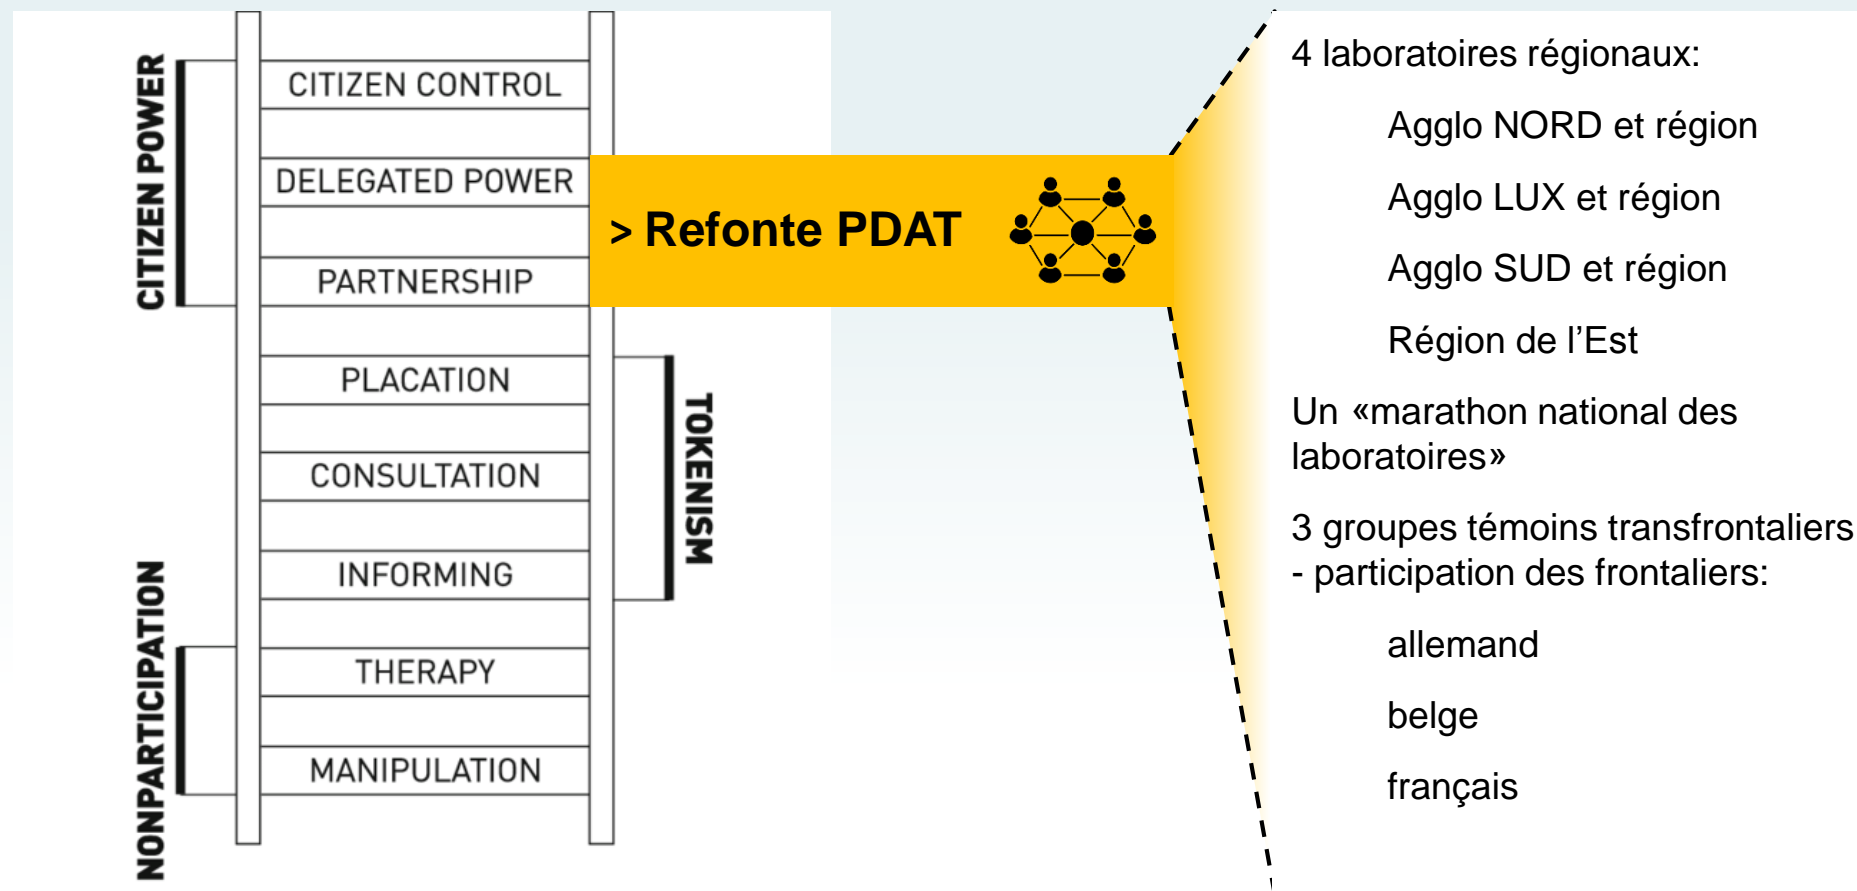 CITIZEN POWER
CITIZEN CONTROL
DELEGATED POWER
PARTNERSHIP
PLACATION
CONSULTATION
INFORMING
TOKENISM
THERAPY
MANIPULATION
NONPARTICIPATION
> Refonte PDAT
4 laboratoires régionaux:
Agglo NORD et région
Agglo LUX et région
Agglo SUD et région
Région de l’Est
Un «marathon national des
laboratoires»
3 groupes témoins transfrontaliers
- participation des frontaliers:
allemand
belge
français